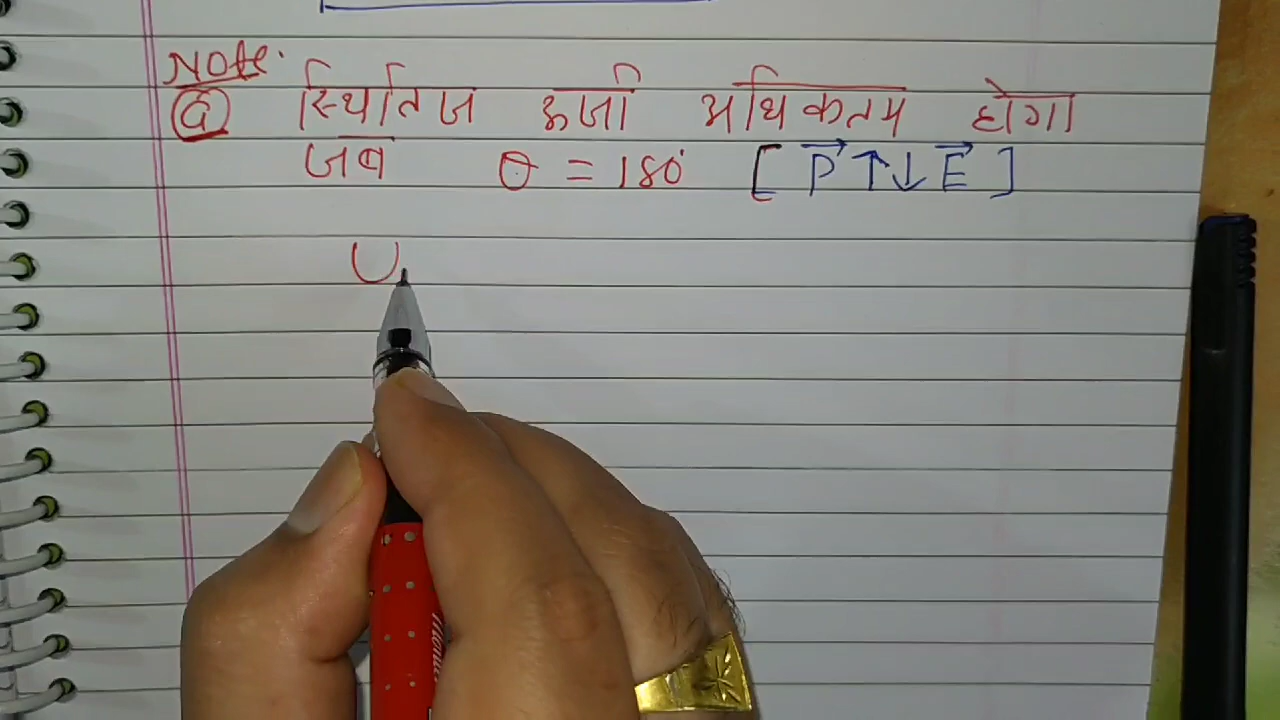 Note:
(a) स्थितिज ऊर्जा अधिकतम होगा
जब θ = 180° [ P⃗ ↑↓ E⃗ ]
U